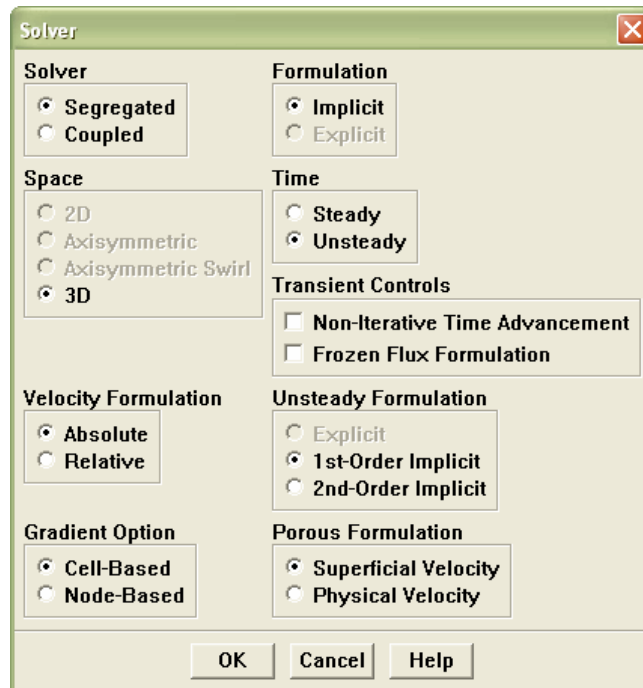 Solver
Solver
Segregated
Coupled
Formulation
Implicit
Explicit
Space
2D
Axisymmetric
Axisymmetric Swirl
3D
Time
Steady
Unsteady
Transient Controls
Non-Iterative Time Advancement
Frozen Flux Formulation
Velocity Formulation
Absolute
Relative
Unsteady Formulation
Explicit
1st-Order Implicit
2nd-Order Implicit
Gradient Option
Cell-Based
Node-Based
Porous Formulation
Superficial Velocity
Physical Velocity
OK Cancel Help